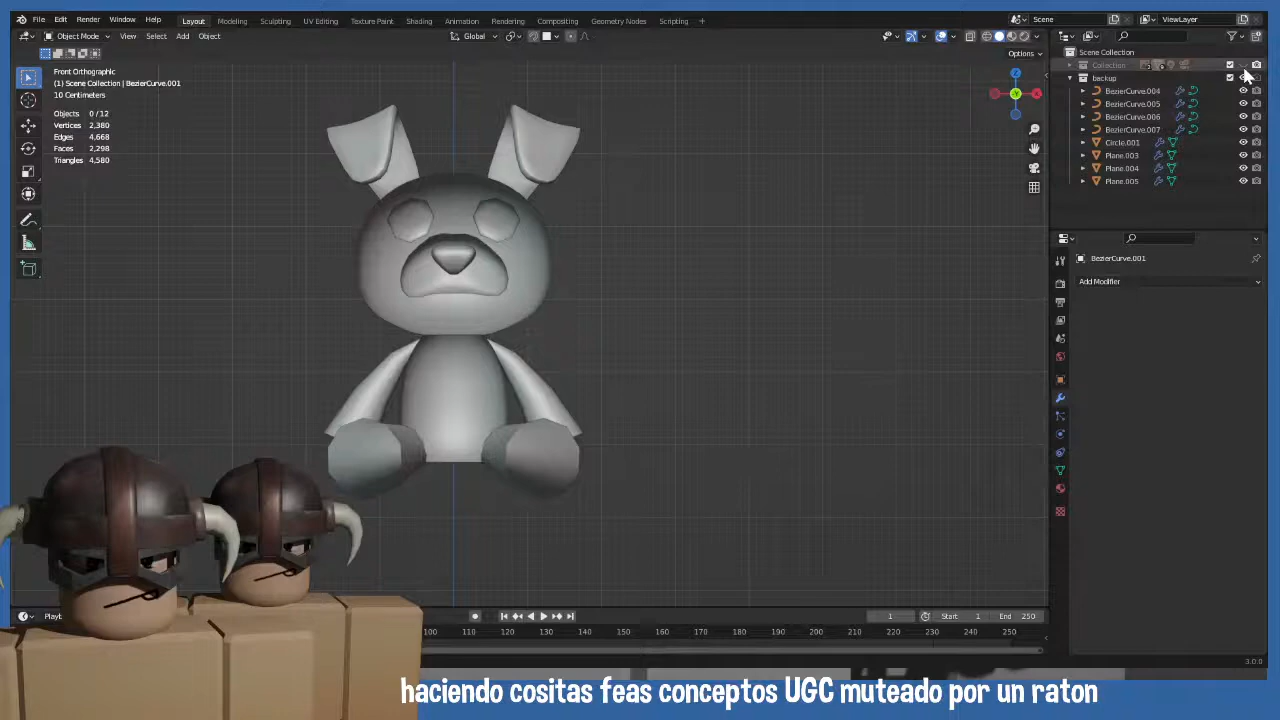 File Edit Render Window Help Layout Modeling Sculpting UV Editing Texture Paint Shading Animation Rendering Compositing Geometry Nodes Scripting + Scene ViewLayer
Object Mode View Select Add Object Global
Options
Front Orthographic
(1) Scene Collection | BezierCurve.001
10 Centimeters
Objects 0 / 12
Vertices 2,380
Edges 4,668
Faces 2,298
Triangles 4,580
Scene Collection
Collection
backup
BezierCurve.004
BezierCurve.005
BezierCurve.006
BezierCurve.007
Circle.001
Plane.003
Plane.004
Plane.005
BezierCurve.001
Add Modifier
1 Start 1 End 250
100 110 120 130 140 150 160 170 180 190 200 210 220 230 240 250
3.0.0
haciendo cositas feas conceptos UGC muteado por un raton